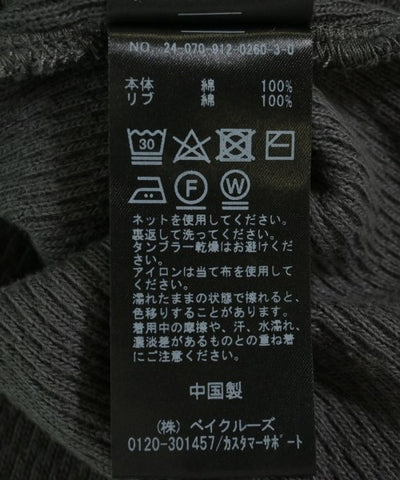 NO. 24-070-912-0260-3-0
本体 綿 100%
リブ 綿 100%
30
F W
ネットを使用してください。
裏返して洗ってください。
タンブラー乾燥はお避けください。
アイロンは当て布を使用してください。
濡れたままの状態で擦れると、
色移りすることがあります。
着用中の摩擦や、汗、水濡れ、
濃淡差があるものとの重ね着
にご注意ください。
中国製
(株) ベイクルーズ
0120-301457/カスタマーサポート